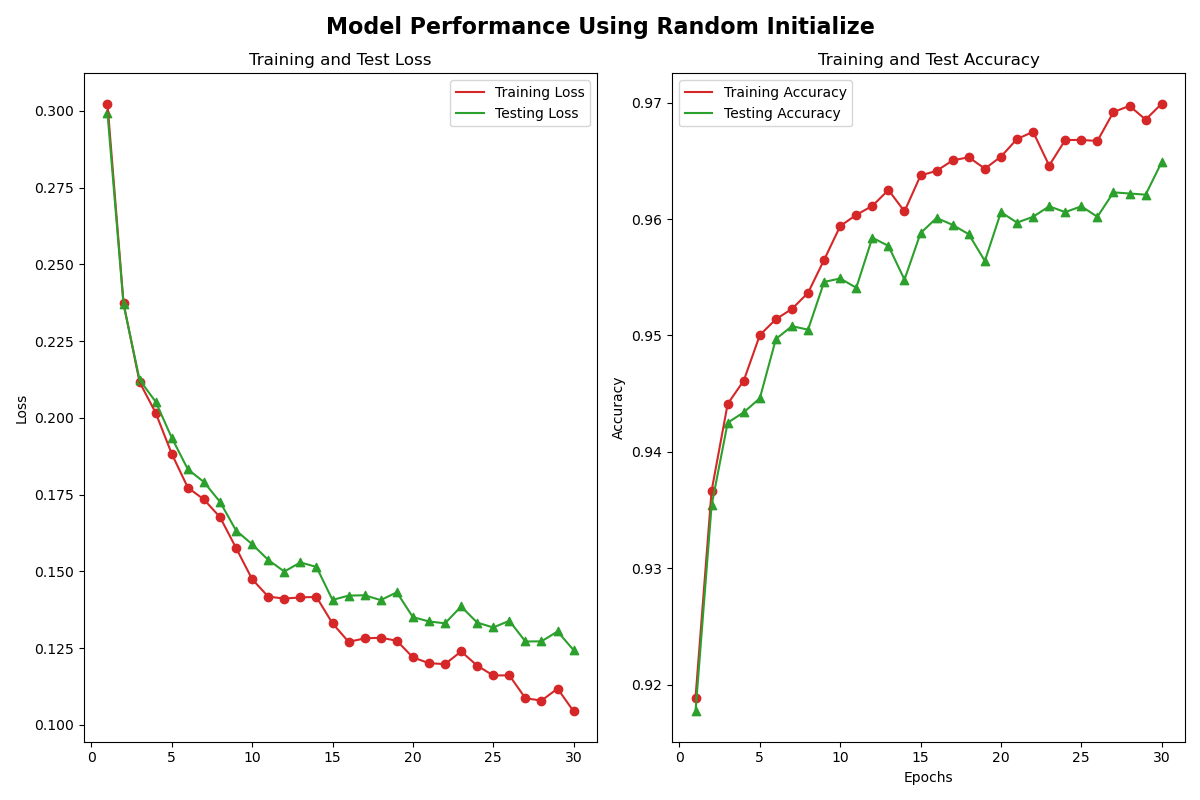 Model Performance Using Random Initialize
Training and Test Loss
Training Loss
Testing Loss
0.300
0.275
0.250
0.225
0.200
0.175
0.150
0.125
0.100
Loss
0 5 10 15 20 25 30
Training and Test Accuracy
Training Accuracy
Testing Accuracy
0.97
0.96
0.95
0.94
0.93
0.92
Accuracy
0 5 10 15 20 25 30
Epochs